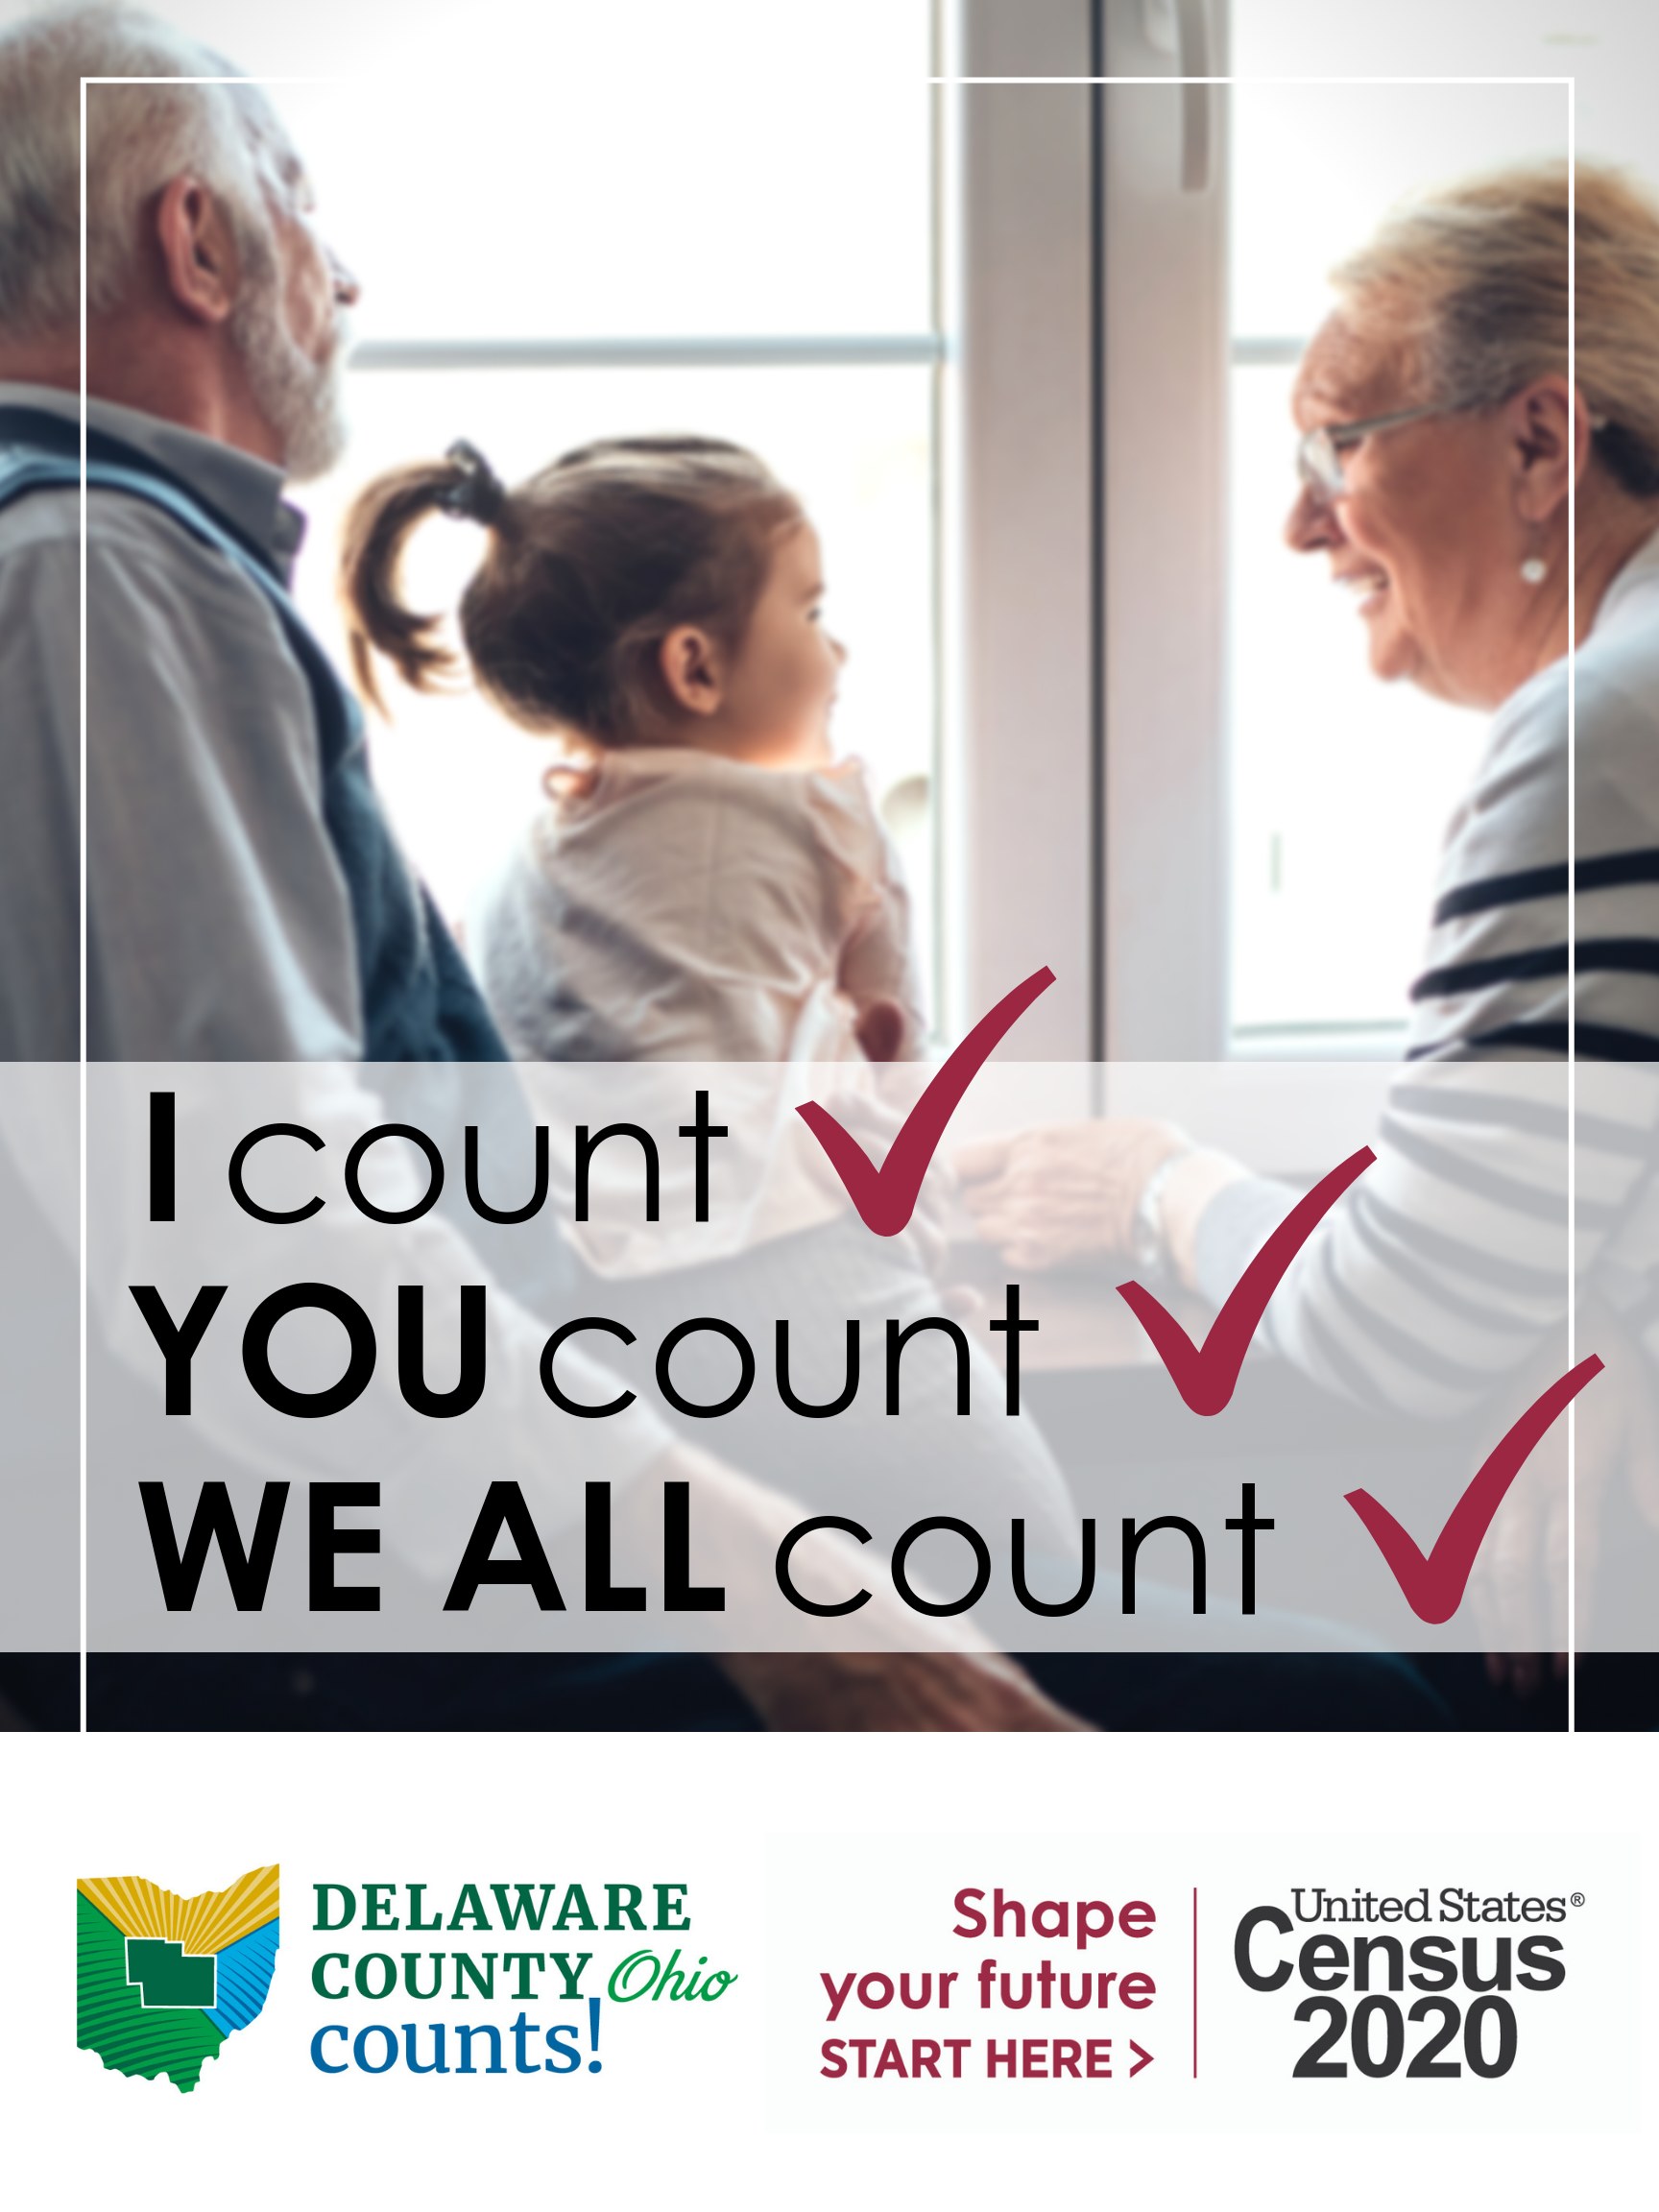 I count
YOU count
WE ALL count
DELAWARE
COUNTY Ohio
counts!
Shape
your future
START HERE >
United States®
Census
2020